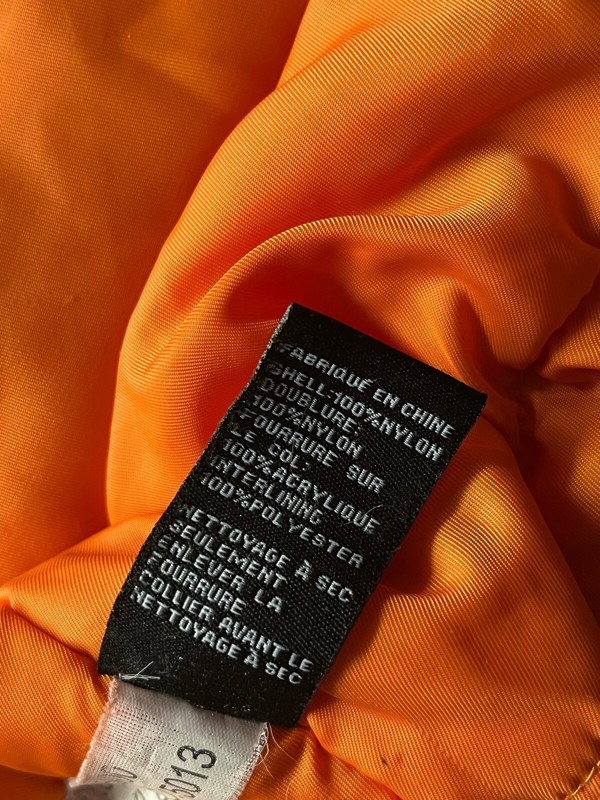 FABRIQUÉ EN CHINE
SHELL:100%NYLON
DOUBLURE:
100%NYLON
FOURRURE SUR
LE COL:
100%ACRYLIQUE
INTERLINING
100%POLYESTER
NETTOYAGE À SEC
SEULEMENT
ENLEVER LA
FOURRURE
COLLIER AVANT LE
NETTOYAGE À SEC